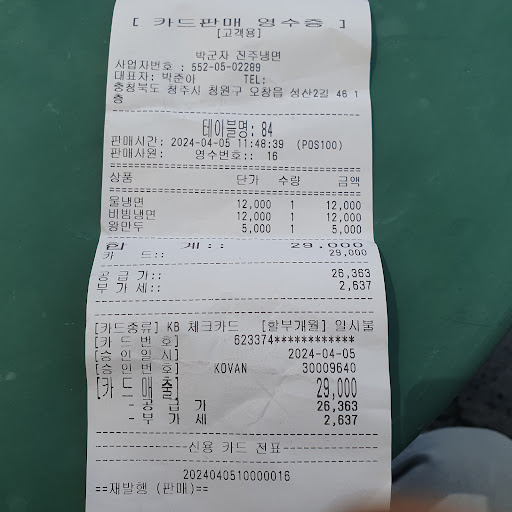 [ 카드판매 영수증 ]
[고객용]
박군자 진주냉면
사업자번호 : 552-05-02289
대표자: 박준아 TEL:
충청북도 청주시 청원구 오창읍 성산2길 46 1
층
테이블명: 84
판매시간: 2024-04-05 11:48:39 (POS100)
판매사원: 영수번호:: 16
상품 단가 수량 금액
물냉면 12,000 1 12,000
비빔냉면 12,000 1 12,000
왕만두 5,000 1 5,000
합 계:: 29,000
카 드:: 29,000
공 급 가:: 26,363
부 가 세:: 2,637
[카드종류] KB 체크카드 [할부개월] 일시불
[카 드 번 호] 623374************
[승 인 일 시] 2024-04-05
[승 인 번 호] KOVAN 30009640
[카 드 매 출] 29,000
- 공 급 가 26,363
- 부 가 세 2,637
신용 카드 전표
2024040510000016
==재발행 (판매)==